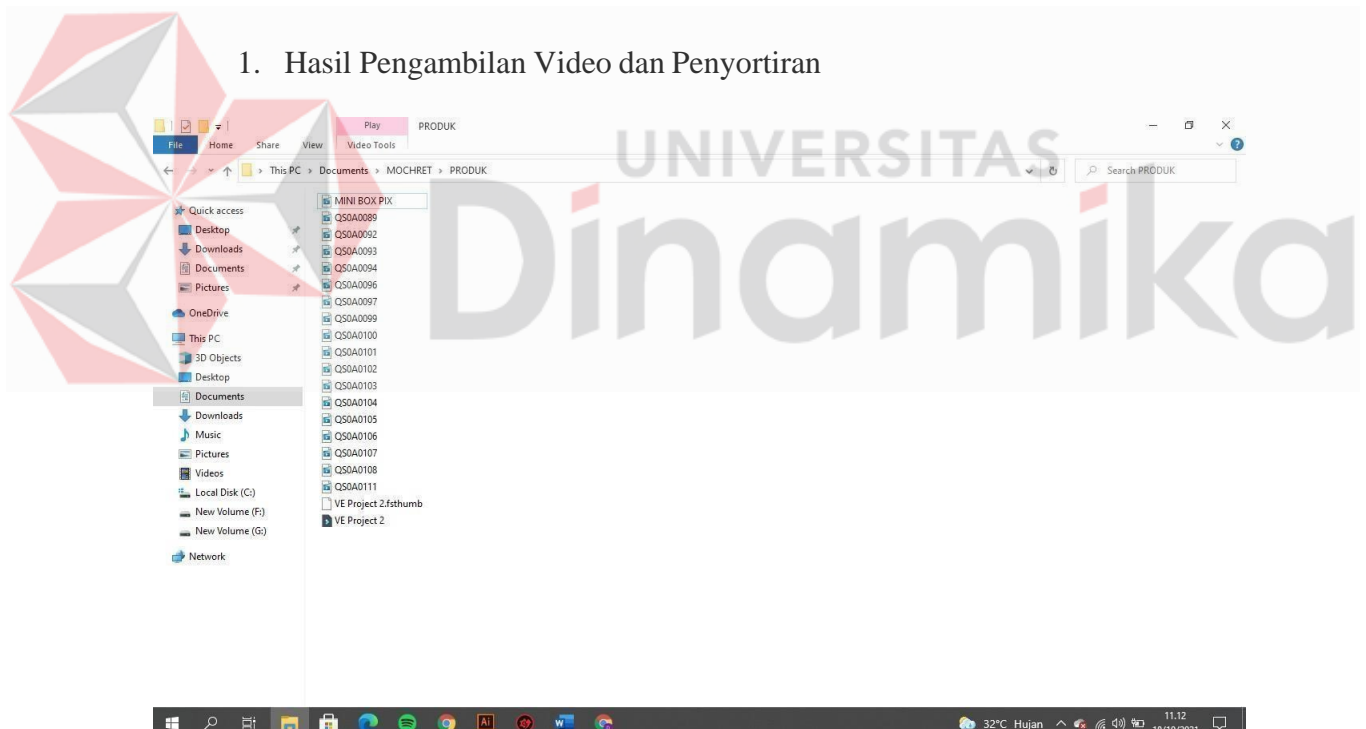 1. Hasil Pengambilan Video dan Penyortiran
UNIVERSITAS
Dinamika
Play PRODUK
File Home Share View Video Tools
This PC > Documents > MOCHRET > PRODUK
Search PRODUK
Quick access
Desktop
Downloads
Documents
Pictures
OneDrive
This PC
3D Objects
Desktop
Documents
Downloads
Music
Pictures
Videos
Local Disk (C:)
New Volume (F:)
New Volume (G:)
Network
MINI BOX PIX
QS0A0089
QS0A0092
QS0A0093
QS0A0094
QS0A0096
QS0A0097
QS0A0099
QS0A0100
QS0A0101
QS0A0102
QS0A0103
QS0A0104
QS0A0105
QS0A0106
QS0A0107
QS0A0108
QS0A0111
VE Project 2.fsthumb
VE Project 2
Ai
W
32°C Hujan
11.12